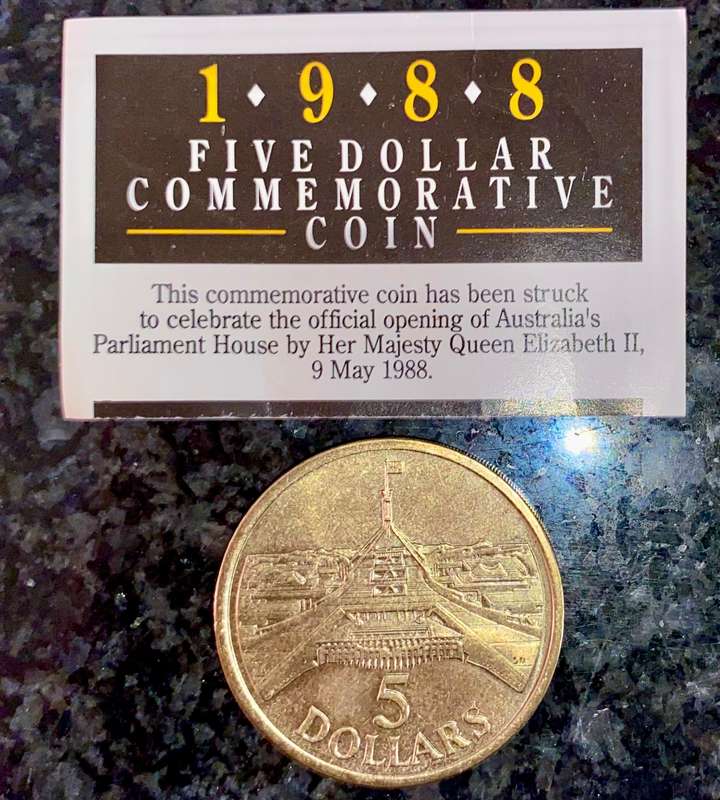 1 ♦ 9 ♦ 8 ♦ 8
FIVE DOLLAR
COMMEMORATIVE
COIN
This commemorative coin has been struck
to celebrate the official opening of Australia's
Parliament House by Her Majesty Queen Elizabeth II,
9 May 1988.
5
DOLLARS